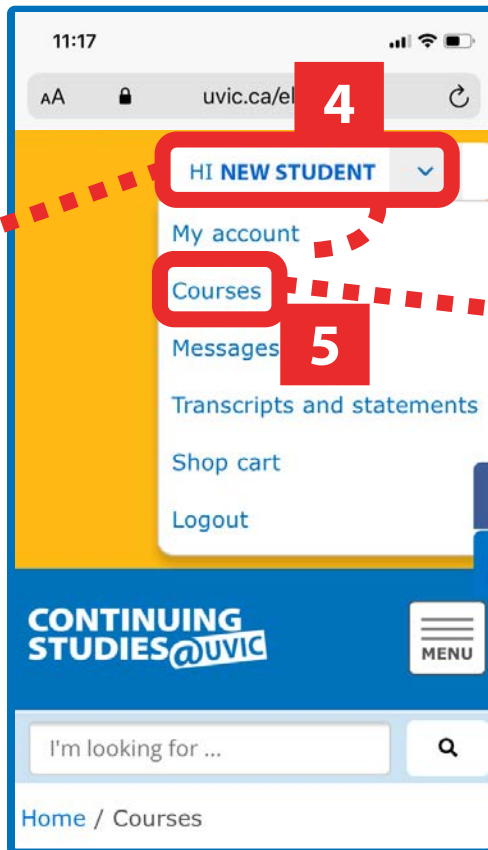 11:17
AA uvic.ca/el
4
HI NEW STUDENT
My account
Courses
Messages
5
Transcripts and statements
Shop cart
Logout
CONTINUING
STUDIES@UVIC
MENU
I'm looking for ...
Home / Courses